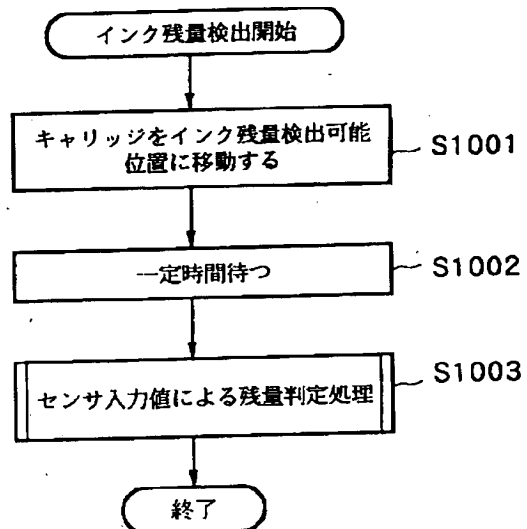 インク残量検出開始
キャリッジをインク残量検出可能
位置に移動する
S1001
一定時間待つ
S1002
センサ入力値による残量判定処理
S1003
終了